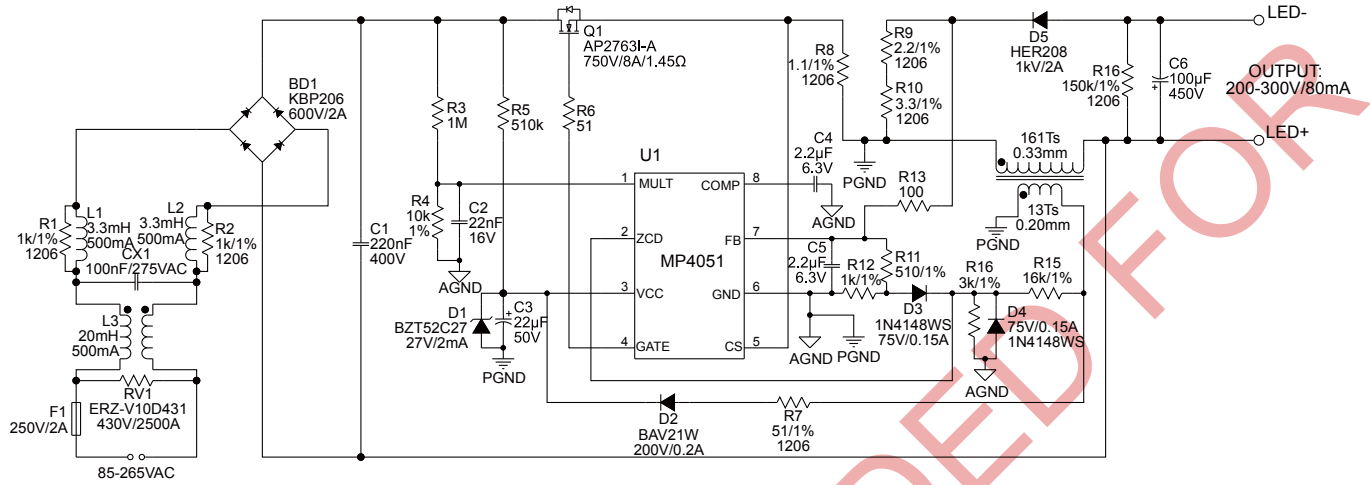 LED-
Q1
AP2763I-A
750V/8A/1.45Ω
R8
1.1/1%
1206
R9
2.2/1%
1206
R10
3.3/1%
1206
D5
HER208
1kV/2A
R16
150k/1%
1206
C6
100µF
450V
+
OUTPUT:
200-300V/80mA
LED+
BD1
KBP206
600V/2A
R3
1M
R5
510k
R6
51
U1
C4
2.2µF
6.3V
AGND
PGND
161Ts
0.33mm
13Ts
0.20mm
PGND
R13
100
1
MULT
COMP
8
2
ZCD
FB
7
MP4051
3
VCC
GND
6
4
GATE
CS
5
R4
10k
1%
C2
22nF
16V
AGND
L1
3.3mH
500mA
L2
3.3mH
500mA
R1
1k/1%
1206
R2
1k/1%
1206
CX1
100nF/275VAC
C1
220nF
400V
C5
2.2µF
6.3V
R12
1k/1%
R11
510/1%
D3
1N4148WS
75V/0.15A
R16
3k/1%
R15
16k/1%
D4
75V/0.15A
1N4148WS
AGND
AGND
PGND
D1
BZT52C27
27V/2mA
+
C3
22µF
50V
PGND
L3
20mH
500mA
RV1
ERZ-V10D431
430V/2500A
F1
250V/2A
85-265VAC
D2
BAV21W
200V/0.2A
R7
51/1%
1206
DED FOR